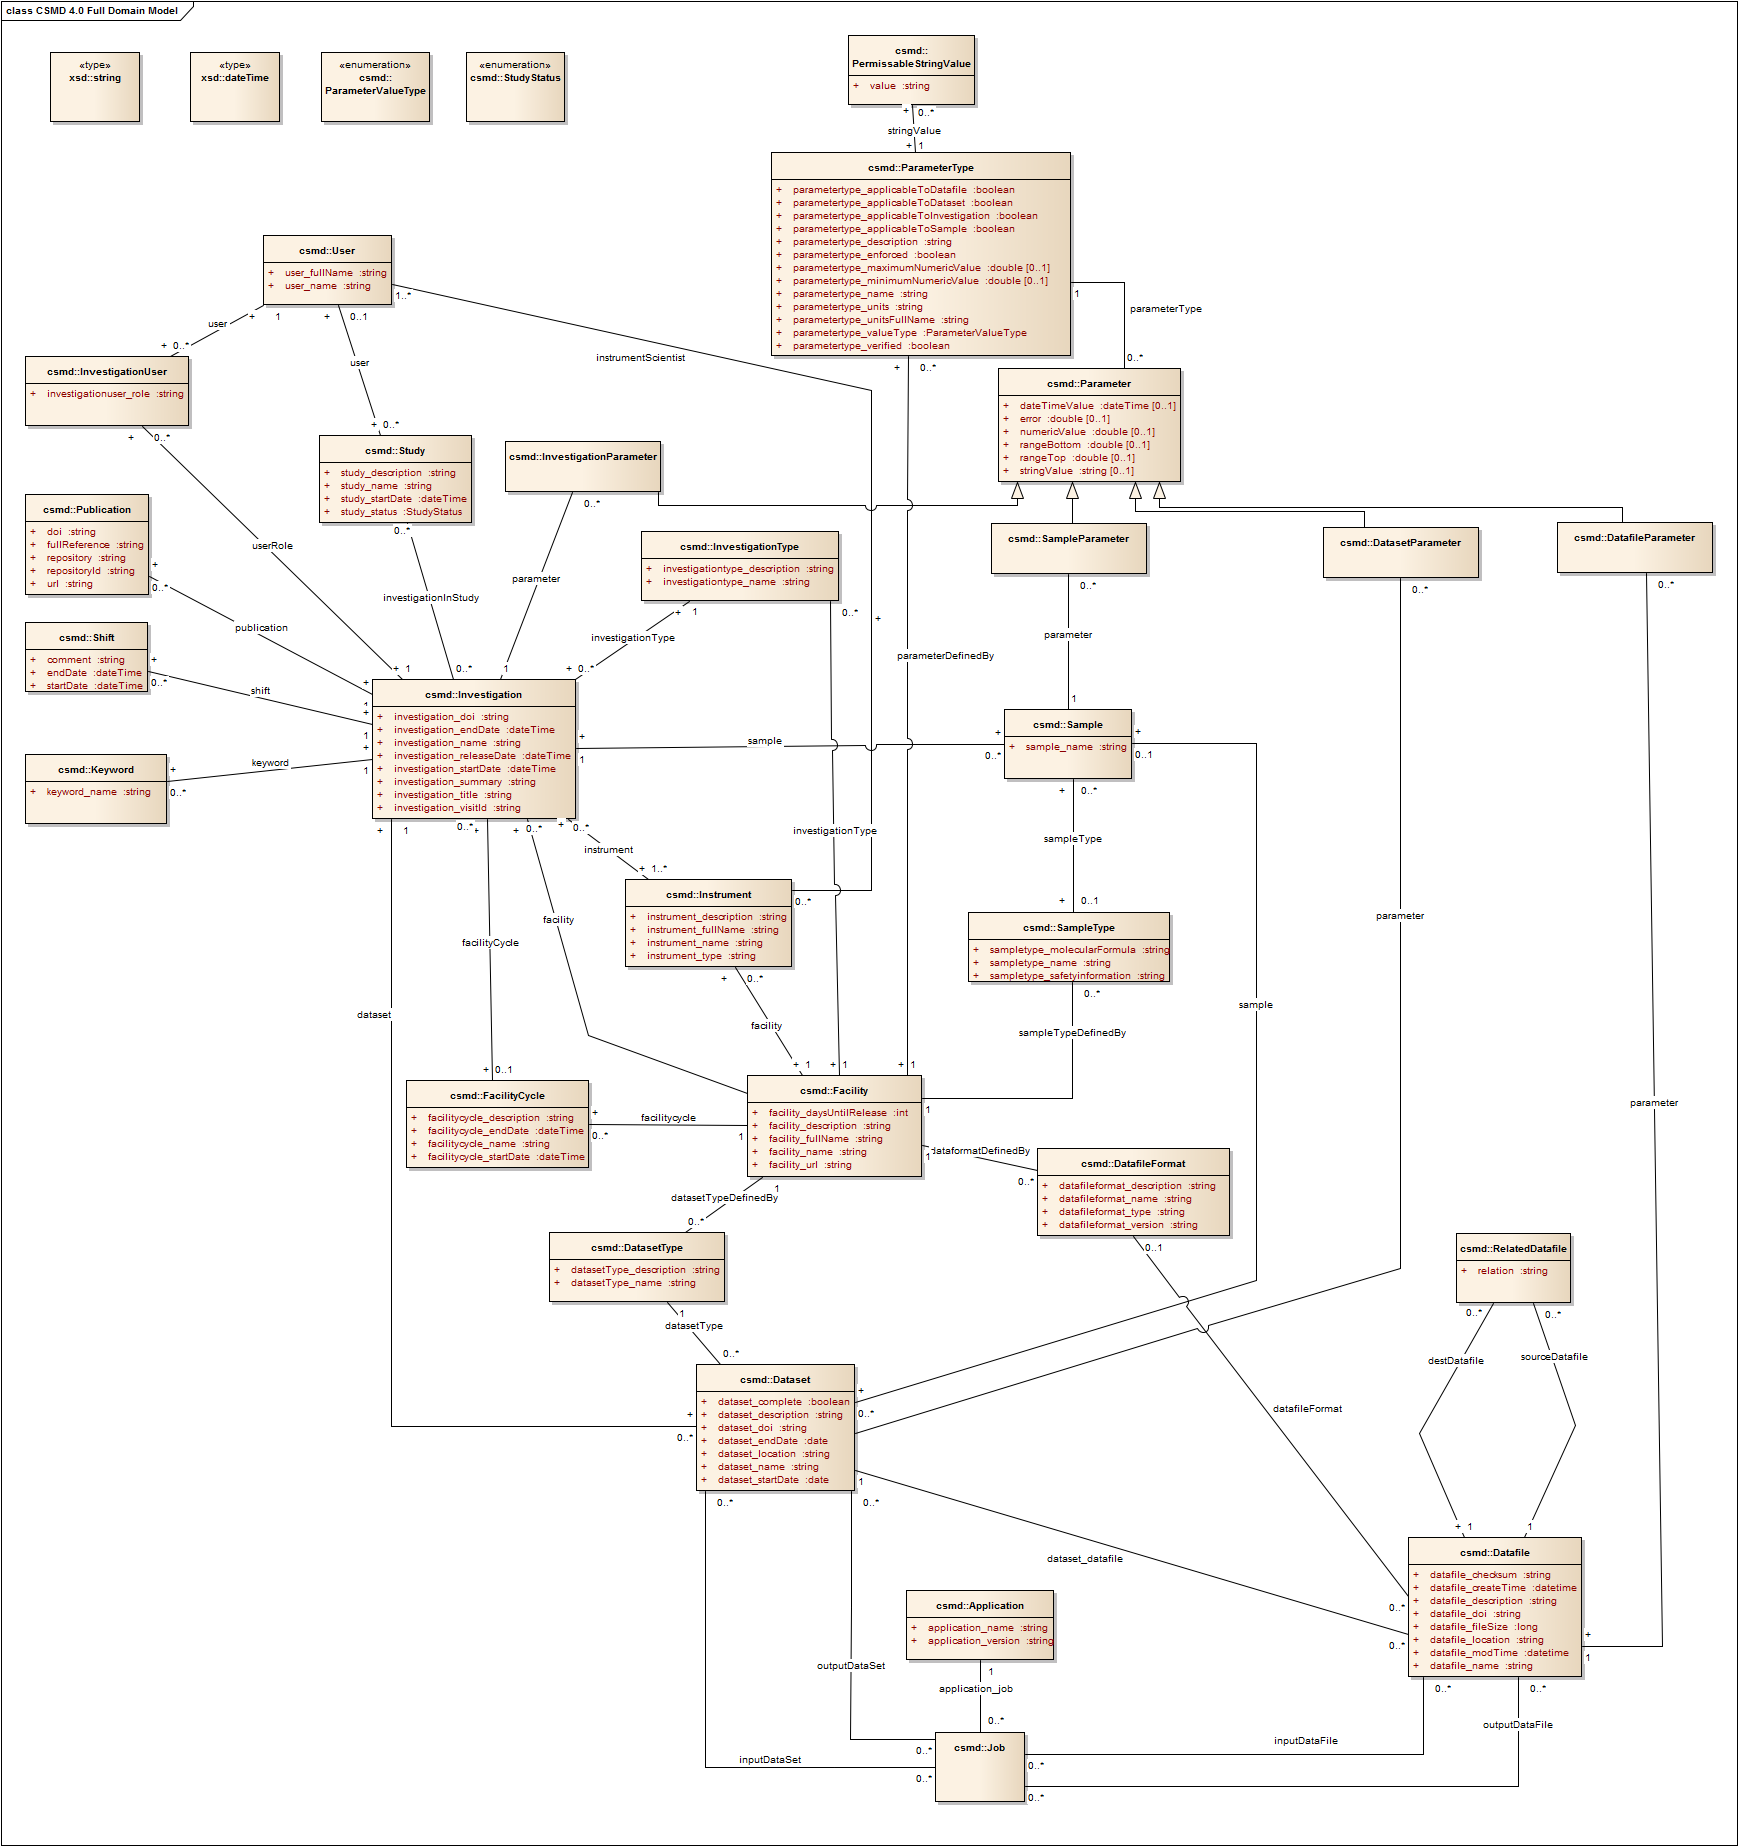 class CSMD 4.0 Full Domain Model
«type»
xsd::string
«type»
xsd::dateTime
«enumeration»
csmd::
ParameterValueType
«enumeration»
csmd::StudyStatus
csmd::
PermissableStringValue
+ value :string
+ 0..*
stringValue
+ 1
csmd::ParameterType
+ parametertype_applicableToDatafile :boolean
+ parametertype_applicableToDataset :boolean
+ parametertype_applicableToInvestigation :boolean
+ parametertype_applicableToSample :boolean
+ parametertype_description :string
+ parametertype_enforced :boolean
+ parametertype_maximumNumericValue :double [0..1]
+ parametertype_minimumNumericValue :double [0..1]
+ parametertype_name :string
+ parametertype_units :string
+ parametertype_unitsFullName :string
+ parametertype_valueType :ParameterValueType
+ parametertype_verified :boolean
1
parameterType
0..*
+ 0..*
csmd::User
+ user_fullName :string
+ user_name :string
1..*
+ 1
+ 0..1
user
+ 0..*
user
instrumentScientist
csmd::InvestigationUser
+ investigationuser_role :string
+ 0..*
+ 0..*
csmd::Study
+ study_description :string
+ study_name :string
+ study_startDate :dateTime
+ study_status :StudyStatus
0..*
csmd::InvestigationParameter
0..*
csmd::Parameter
+ dateTimeValue :dateTime [0..1]
+ error :double [0..1]
+ numericValue :double [0..1]
+ rangeBottom :double [0..1]
+ rangeTop :double [0..1]
+ stringValue :string [0..1]
csmd::Publication
+ doi :string
+ fullReference :string
+ repository :string
+ repositoryId :string
+ url :string
+
0..*
userRole
investigationInStudy
parameter
publication
csmd::InvestigationType
+ investigationtype_description :string
+ investigationtype_name :string
+ 1
0..*
investigationType
+ 0..*
+
csmd::SampleParameter
0..*
csmd::DatasetParameter
0..*
csmd::DatafileParameter
0..*
csmd::Shift
+ comment :string
+ endDate :dateTime
+ startDate :dateTime
+
0..*
shift
parameterDefinedBy
parameter
+ 1
0..*
1
+
1
+
1
+
1
csmd::Investigation
+ investigation_doi :string
+ investigation_endDate :dateTime
+ investigation_name :string
+ investigation_releaseDate :dateTime
+ investigation_startDate :dateTime
+ investigation_summary :string
+ investigation_title :string
+ investigation_visitId :string
+
1
sample
+
0..*
1
csmd::Sample
+ sample_name :string
+
0..1
+ 0..*
csmd::Keyword
+ keyword_name :string
+
0..*
keyword
+ 1
0..* +
+ 0..*
+ 0..*
instrument
+ 1..*
investigationType
sampleType
+ 0..1
csmd::Instrument
+ instrument_description :string
+ instrument_fullName :string
+ instrument_name :string
+ instrument_type :string
0..*
+ 0..*
csmd::SampleType
+ sampletype_molecularFormula :string
+ sampletype_name :string
+ sampletype_safetyinformation :string
0..*
facility
facilityCycle
parameter
dataset
facility
sampleTypeDefinedBy
sample
+ 0..1
+ 1
+ 1
+ 1
csmd::FacilityCycle
+ facilitycycle_description :string
+ facilitycycle_endDate :dateTime
+ facilitycycle_name :string
+ facilitycycle_startDate :dateTime
+
0..*
facilitycycle
1
csmd::Facility
+ facility_daysUntilRelease :int
+ facility_description :string
+ facility_fullName :string
+ facility_name :string
+ facility_url :string
1
1
dataformatDefinedBy
0..*
parameter
csmd::DatafileFormat
+ datafileformat_description :string
+ datafileformat_name :string
+ datafileformat_type :string
+ datafileformat_version :string
0..1
1
datasetTypeDefinedBy
0..*
csmd::DatasetType
+ datasetType_description :string
+ datasetType_name :string
1
datasetType
0..*
csmd::RelatedDatafile
+ relation :string
0..*
0..*
destDatafile
sourceDatafile
csmd::Dataset
+ dataset_complete :boolean
+ dataset_description :string
+ dataset_doi :string
+ dataset_endDate :date
+ dataset_location :string
+ dataset_name :string
+ dataset_startDate :date
+
0..*
+
0..*
1
0..*
0..*
datafileFormat
+ 1
1
dataset_datafile
csmd::Datafile
+ datafile_checksum :string
+ datafile_createTime :datetime
+ datafile_description :string
+ datafile_doi :string
+ datafile_fileSize :long
+ datafile_location :string
+ datafile_modTime :datetime
+ datafile_name :string
0..*
0..*
+
1
0..*
0..*
csmd::Application
+ application_name :string
+ application_version :string
1
application_job
0..*
outputDataSet
inputDataSet
0..*
0..*
csmd::Job
0..*
0..*
inputDataFile
outputDataFile